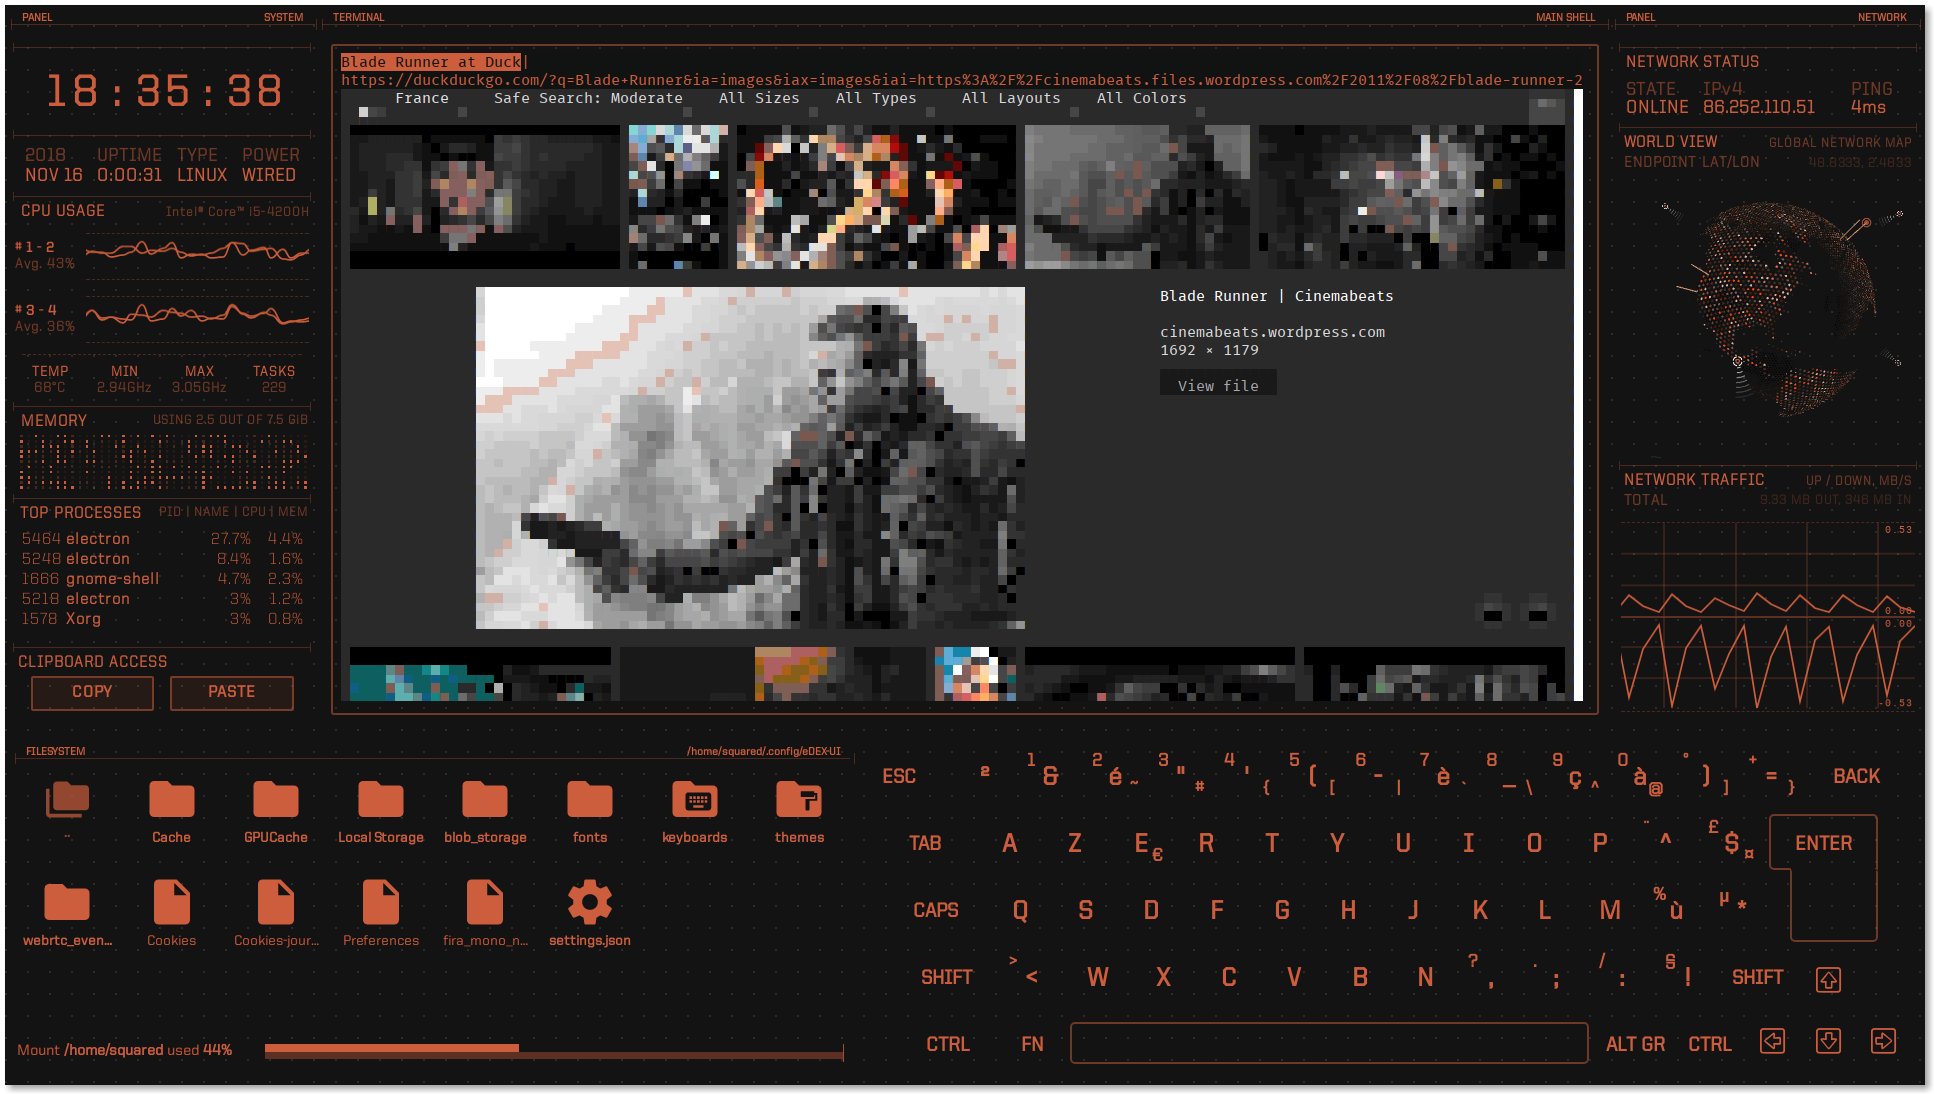 PANEL SYSTEM
TERMINAL MAIN SHELL
PANEL NETWORK
18:35:38
2018 UPTIME TYPE POWER
NOV 16 0:00:31 LINUX WIRED
CPU USAGE Intel® Core™ i5-4200H
# 1 - 2
Avg. 43%
# 3 - 4
Avg. 36%
TEMP MIN MAX TASKS
68°C 2.94GHz 3.05GHz 229
MEMORY USING 2.5 OUT OF 7.5 GIB
TOP PROCESSES PID | NAME | CPU | MEM
5464 electron 27.7% 4.4%
5248 electron 8.4% 1.6%
1666 gnome-shell 4.7% 2.3%
5218 electron 3% 1.2%
1578 Xorg 3% 0.8%
CLIPBOARD ACCESS
COPY PASTE
Blade Runner at Duck
https://duckduckgo.com/?q=Blade+Runner&ia=images&iax=images&iai=https%3A%2F%2Fcinemabeats.files.wordpress.com%2F2011%2F08%2Fblade-runner-2
France Safe Search: Moderate All Sizes All Types All Layouts All Colors
Blade Runner | Cinemabeats
cinemabeats.wordpress.com
1692 × 1179
View file
NETWORK STATUS
STATE IPv4 PING
ONLINE 86.252.110.51 4ms
WORLD VIEW GLOBAL NETWORK MAP
ENDPOINT LAT/LON 48.8333, 2.4833
NETWORK TRAFFIC UP / DOWN, MB/S
TOTAL 9.33 MB OUT, 346 MB IN
0.53
0.00
0.00
-0.53
FILESYSTEM /home/squared/.config/eDEX-UI
.. Cache GPUCache Local Storage blob_storage fonts keyboards themes
webrtc_even... Cookies Cookies-jour... Preferences fira_mono_n... settings.json
Mount /home/squared used 44%
ESC ² 1 & 2 é ~ 3 " # 4 ' { 5 ( [ 6 - | 7 è ` 8 _ \ 9 ç ^ 0 à @ ° ) ] + = } BACK
TAB A Z E € R T Y U I O P ¨ ^ £ $ ¤ ENTER
CAPS Q S D F G H J K L M % ù µ *
SHIFT > < W X C V B N ? , . ; / : § ! SHIFT
CTRL FN ALT GR CTRL